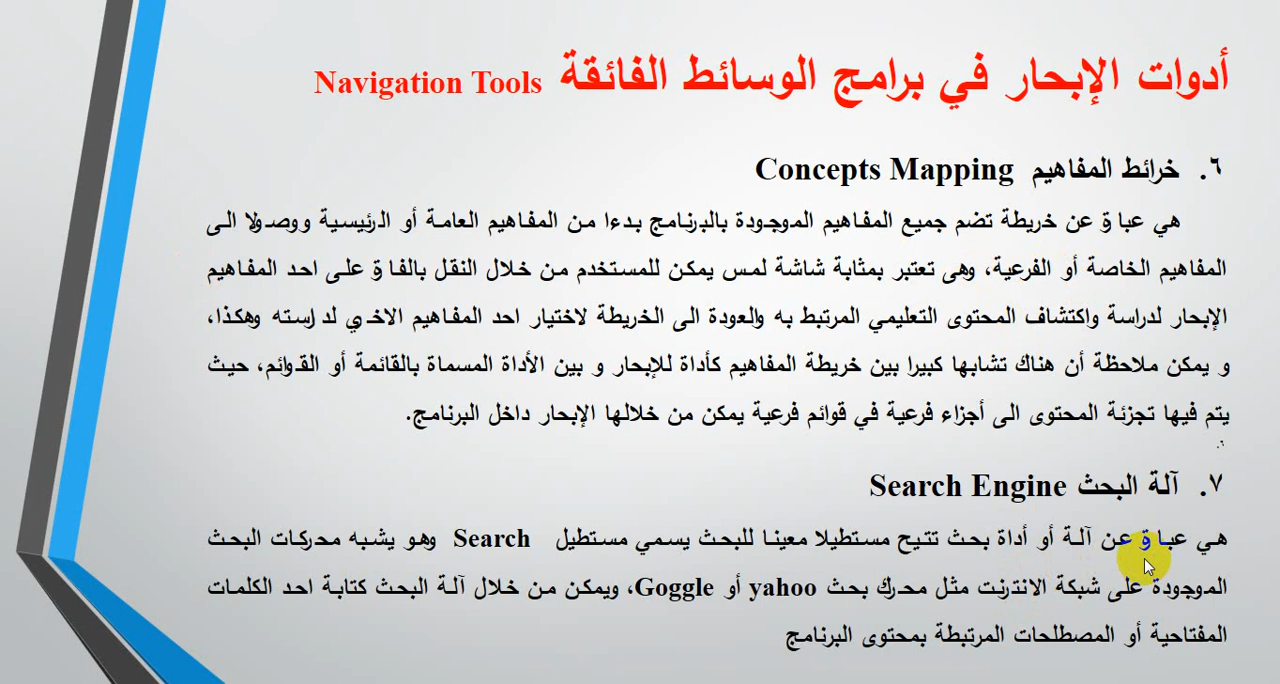 أدوات الإبحار في برامج الوسائط الفائقة Navigation Tools
٦. خرائط المفاهيم Concepts Mapping
هي عبارة عن خريطة تضم جميع المفاهيم الموجودة بالبرنامج بدءا من المفاهيم العامة أو الرئيسية ووصولا الى
المفاهيم الخاصة أو الفرعية، وهى تعتبر بمثابة شاشة لمس يمكن للمستخدم من خلال النقل بالفارة على احد المفاهيم
الإبحار لدراسة واكتشاف المحتوى التعليمي المرتبط به والعودة الى الخريطة لاختيار احد المفاهيم الاخري لدراسته وهكذا،
و يمكن ملاحظة أن هناك تشابها كبيرا بين خريطة المفاهيم كأداة للإبحار و بين الأداة المسماة بالقائمة أو القوائم، حيث
يتم فيها تجزئة المحتوى الى أجزاء فرعية في قوائم فرعية يمكن من خلالها الإبحار داخل البرنامج.
٧. آلة البحث Search Engine
هي عبارة عن آلة أو أداة بحث تتيح مستطيلا معينا للبحث يسمي مستطيل Search وهو يشبه محركات البحث
الموجودة على شبكة الانترنت مثل محرك بحث yahoo أو Goggle، ويمكن من خلال آلة البحث كتابة احد الكلمات
المفتاحية أو المصطلحات المرتبطة بمحتوى البرنامج